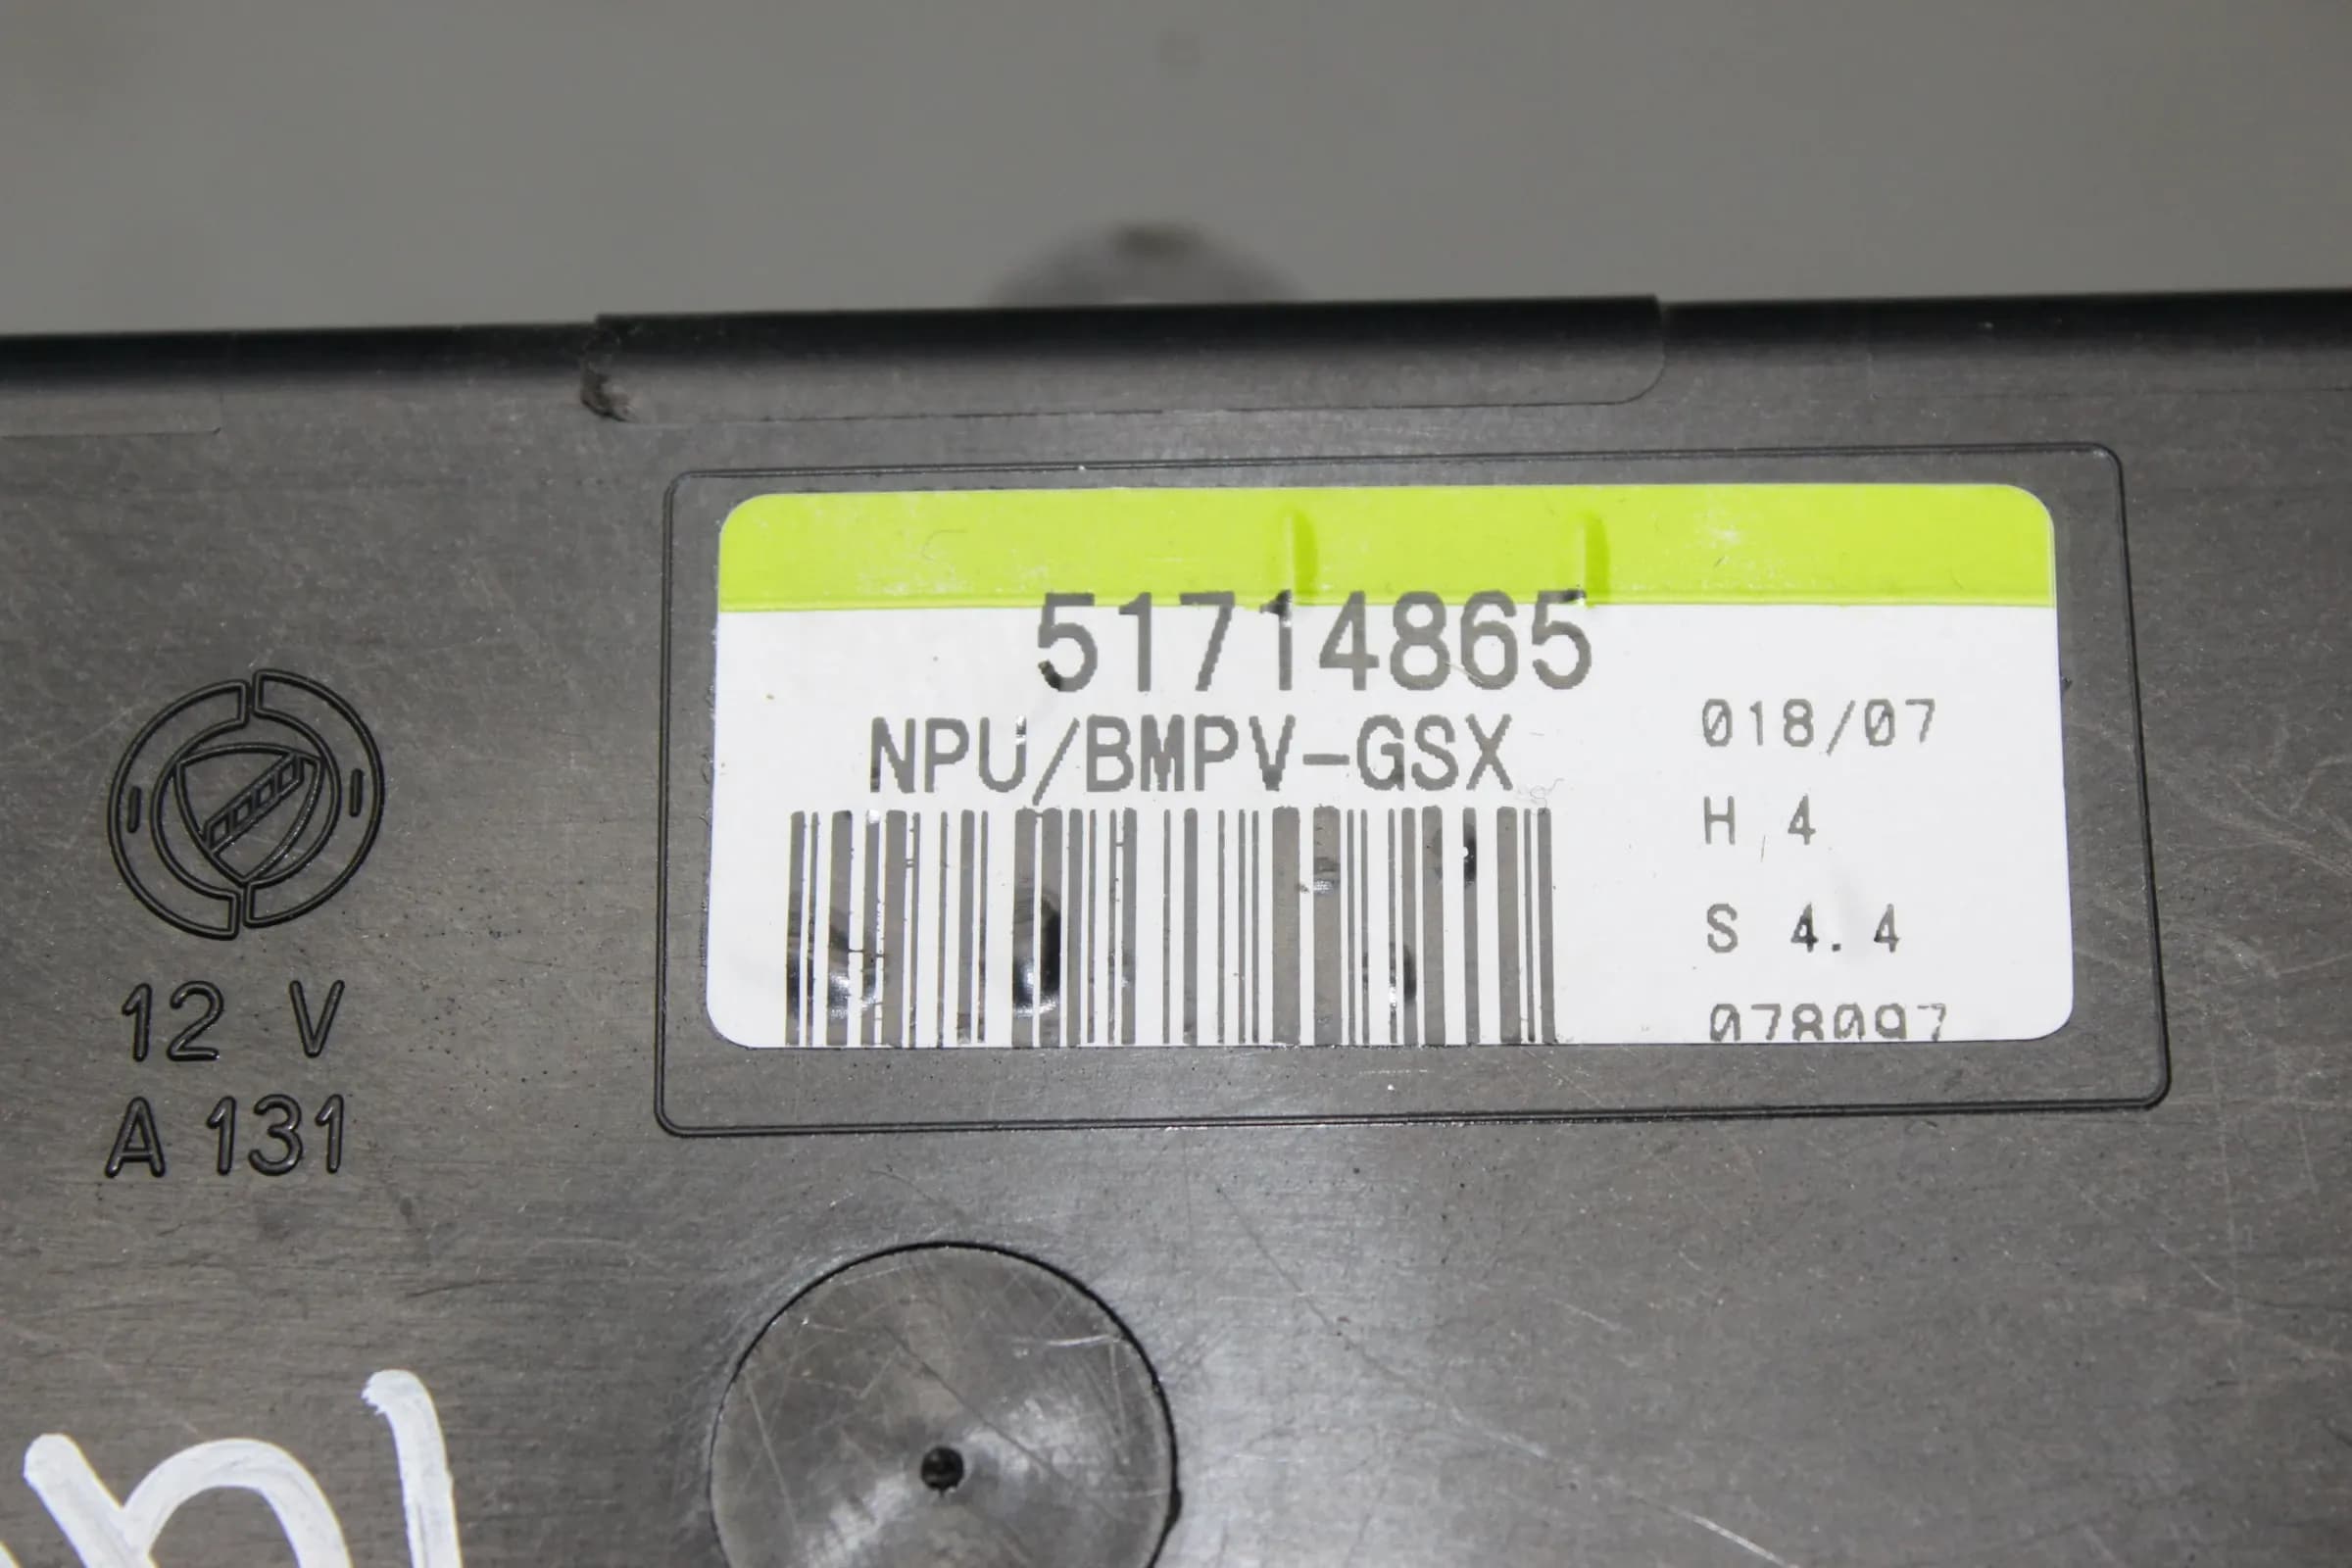 51714865
NPU/BMPV-GSX
018/07
H 4
S 4.4
078097
12 V
A 131